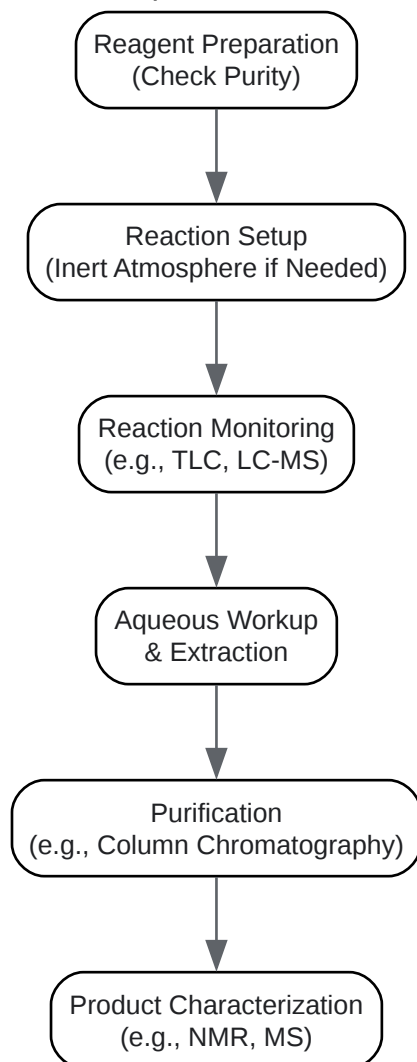 Reagent Preparation
(Check Purity)
Reaction Setup
(Inert Atmosphere if Needed)
Reaction Monitoring
(e.g., TLC, LC-MS)
Aqueous Workup
& Extraction
Purification
(e.g., Column Chromatography)
Product Characterization
(e.g., NMR, MS)